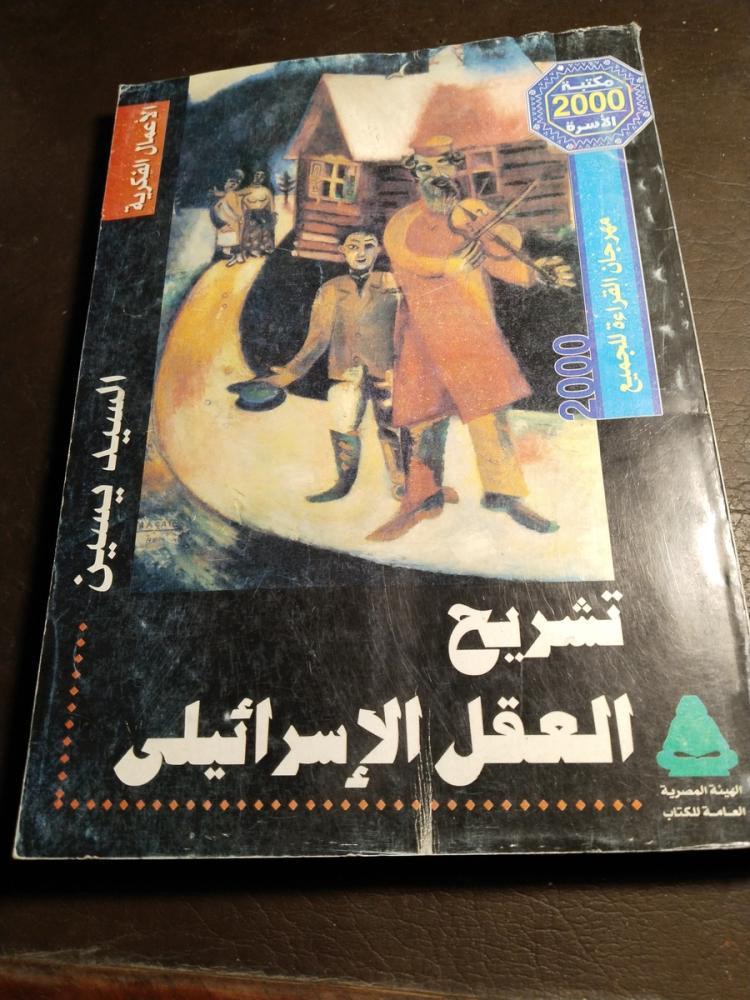 مكتبة
2000
الأسرة
مهرجان القراءة للجميع
2000
الأعمال الفكرية
السيد يسين
تشريح
العقل الإسرائيلى
الهيئة المصرية
العامة للكتاب